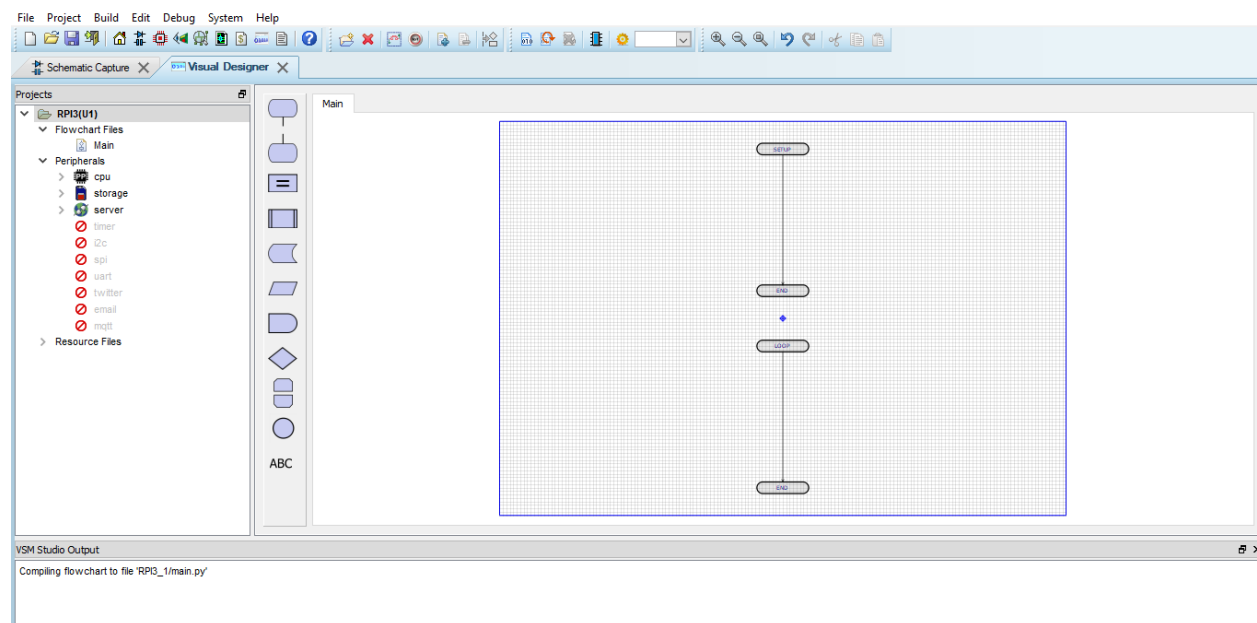 File Project Build Edit Debug System Help
Schematic Capture Visual Designer
Projects
RPI3(U1)
Flowchart Files
Main
Peripherals
cpu
storage
server
timer
i2c
spi
uart
twitter
email
mqtt
Resource Files
ABC
Main
SETUP
END
LOOP
END
VSM Studio Output
Compiling flowchart to file 'RPI3_1/main.py'